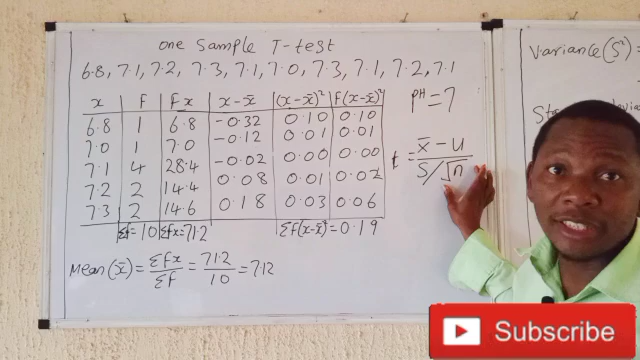 one Sample T-test
6.8, 7.1, 7.2, 7.3, 7.1, 7.0, 7.3, 7.1, 7.2, 7.1
x F Fx x-x̄ (x-x̄)² F(x-x̄)²
6.8 1 6.8 -0.32 0.10 0.10
7.0 1 7.0 -0.12 0.01 0.01
7.1 4 28.4 -0.02 0.00 0.00
7.2 2 14.4 0.08 0.01 0.02
7.3 2 14.6 0.18 0.03 0.06
Σf=10 Σfx=71.2 Σf(x-x̄)²=0.19
Mean(x̄) = Σfx/Σf = 71.2/10 = 7.12
PH=7
t = x̄-u / S/√n
Variance(S²)=
Subscribe